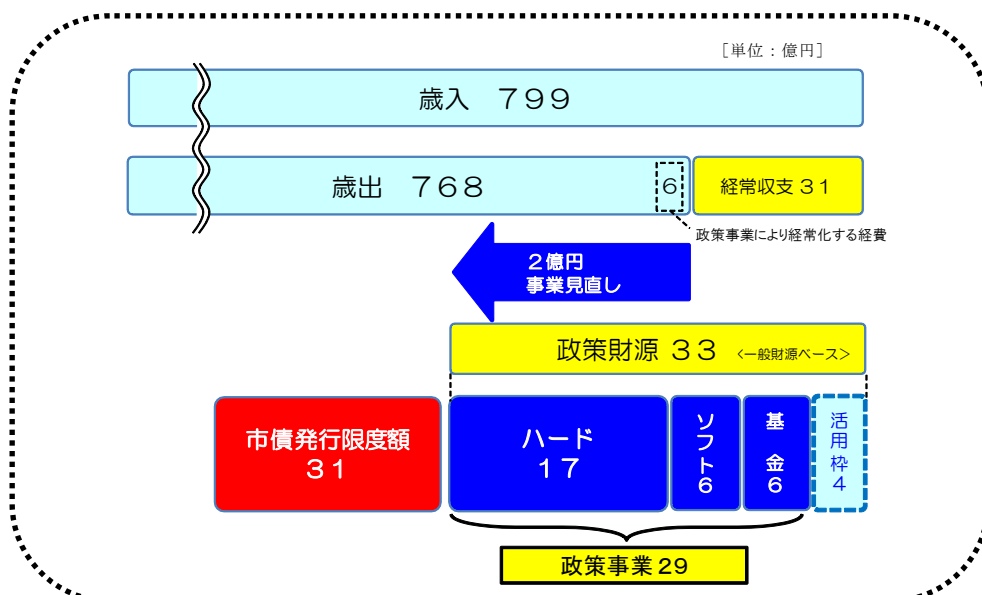 ［単位：億円］
歳入　７９９
歳出　７６８
６
経常収支 ３１
政策事業により経常化する経費
２億円
事業見直し
政策財源 ３３ ＜一般財源ベース＞
市債発行限度額
３１
ハード
１７
ソフト６
基金６
活用枠４
政策事業 29